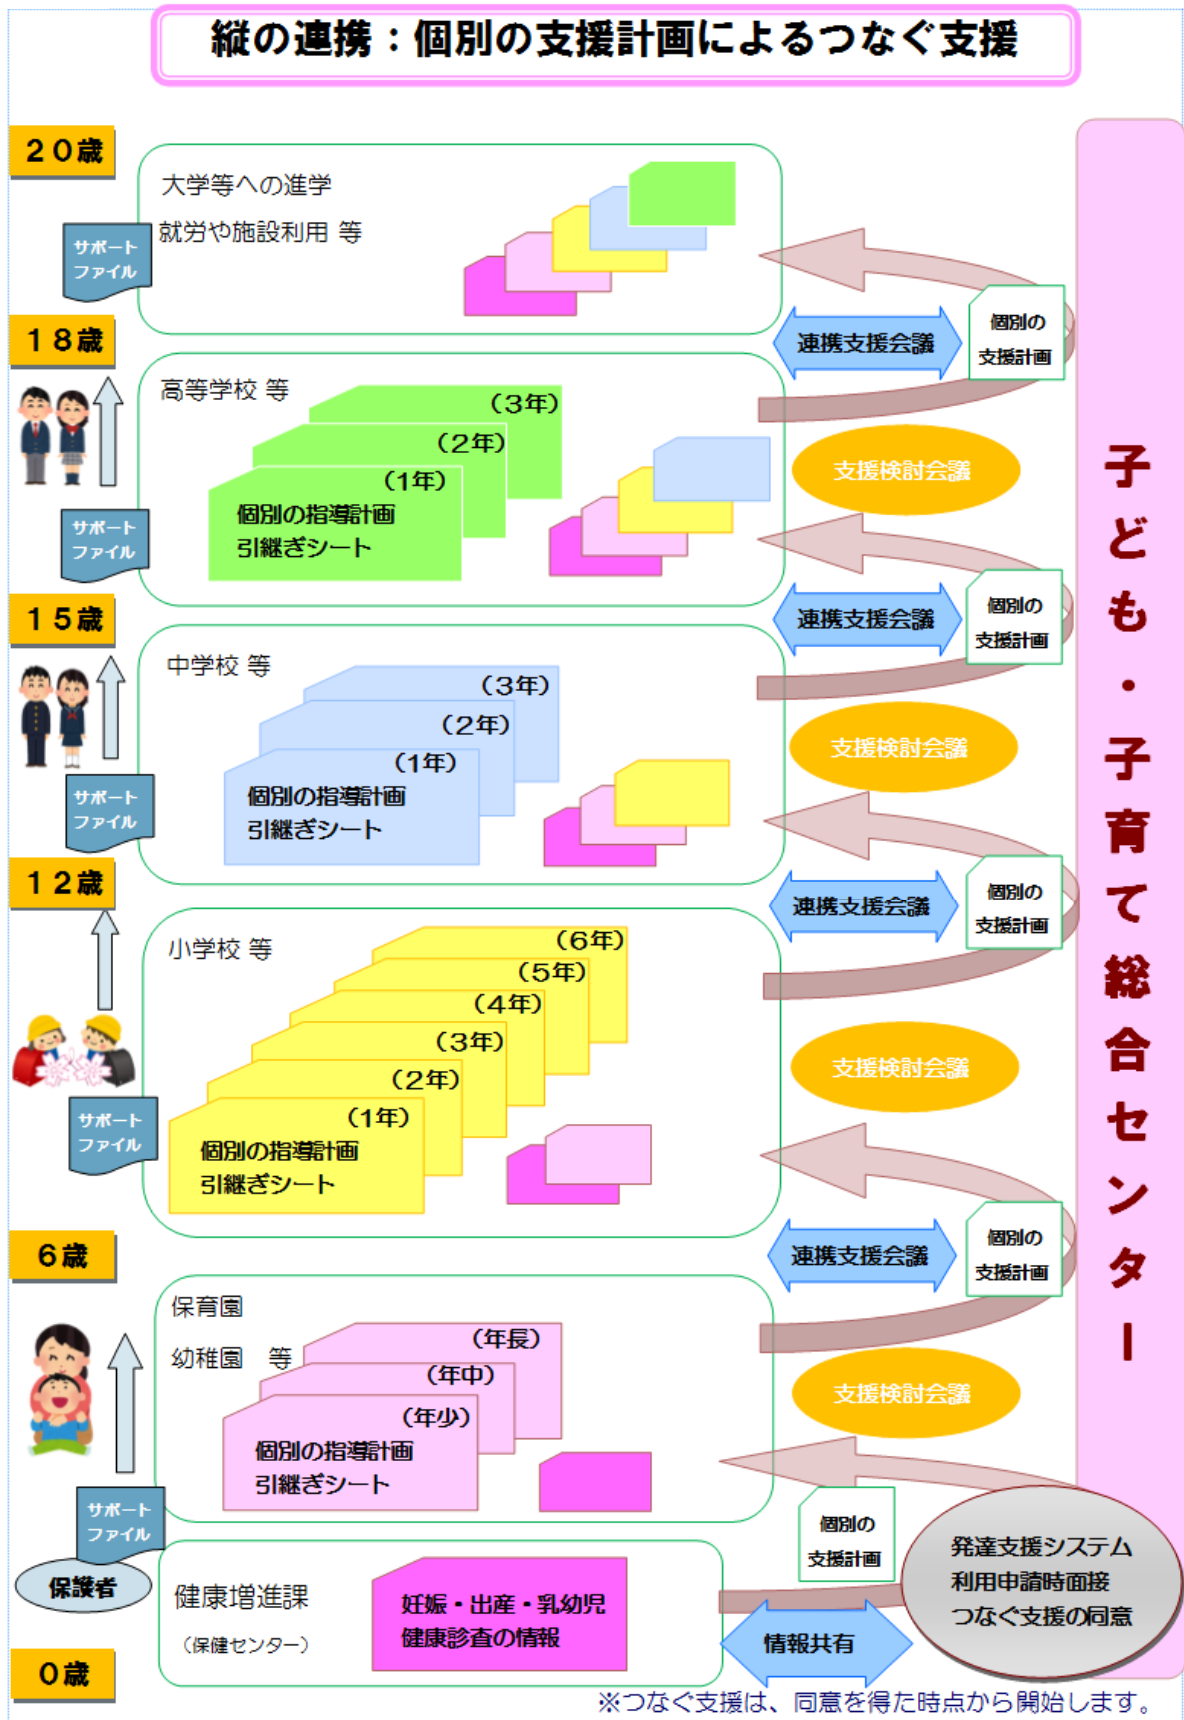 縦の連携：個別の支援計画によるつなぐ支援
２０歳
大学等への進学
就労や施設利用 等
サポート
ファイル
個別の
支援計画
連携支援会議
１８歳
高等学校 等
（３年）
（２年）
（１年）
個別の指導計画
引継ぎシート
支援検討会議
サポート
ファイル
個別の
支援計画
連携支援会議
１５歳
中学校 等
（３年）
（２年）
（１年）
個別の指導計画
引継ぎシート
支援検討会議
サポート
ファイル
個別の
支援計画
連携支援会議
１２歳
小学校 等
（６年）
（５年）
（４年）
（３年）
（２年）
（１年）
個別の指導計画
引継ぎシート
支援検討会議
サポート
ファイル
個別の
支援計画
連携支援会議
６歳
保育園
幼稚園　等
（年長）
（年中）
（年少）
個別の指導計画
引継ぎシート
支援検討会議
サポート
ファイル
保護者
個別の
支援計画
健康増進課
（保健センター）
妊娠・出産・乳幼児
健康診査の情報
情報共有
発達支援システム
利用申請時面接
つなぐ支援の同意
０歳
※つなぐ支援は、同意を得た時点から開始します。
子ども・子育て総合センター